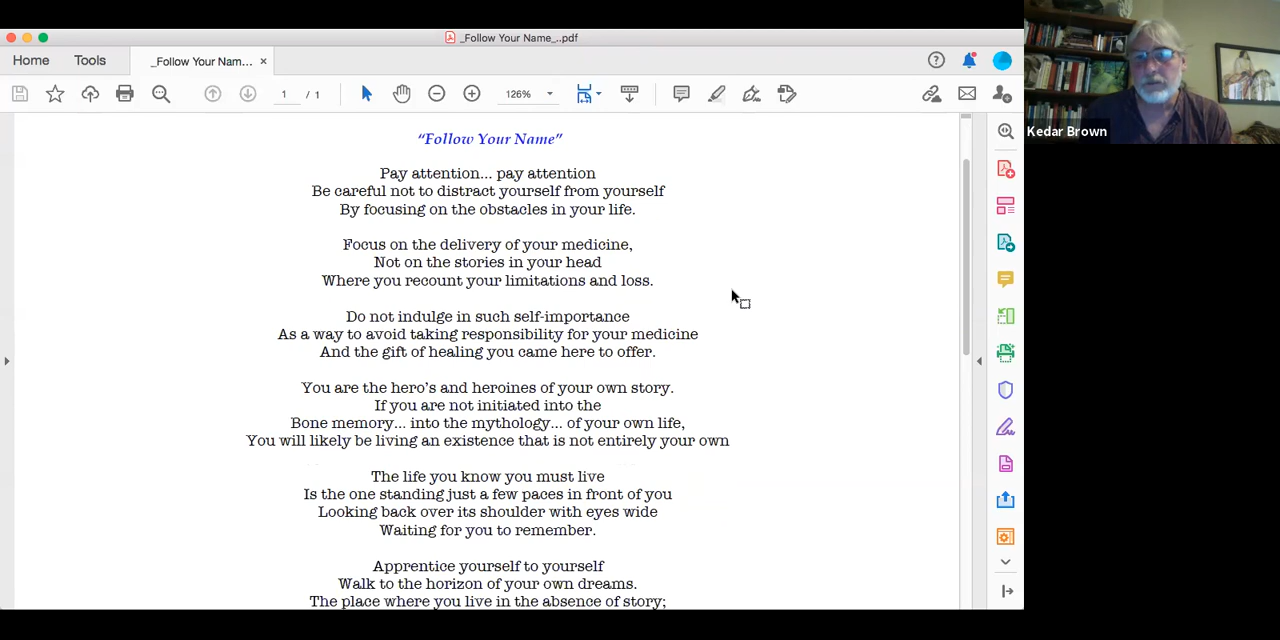 _Follow Your Name_..pdf
Home
Tools
_Follow Your Nam...
1 / 1
126%
Kedar Brown
“Follow Your Name”
Pay attention... pay attention
Be careful not to distract yourself from yourself
By focusing on the obstacles in your life.
Focus on the delivery of your medicine,
Not on the stories in your head
Where you recount your limitations and loss.
Do not indulge in such self-importance
As a way to avoid taking responsibility for your medicine
And the gift of healing you came here to offer.
You are the hero’s and heroines of your own story.
If you are not initiated into the
Bone memory... into the mythology... of your own life,
You will likely be living an existence that is not entirely your own
The life you know you must live
Is the one standing just a few paces in front of you
Looking back over its shoulder with eyes wide
Waiting for you to remember.
Apprentice yourself to yourself
Walk to the horizon of your own dreams.
The place where you live in the absence of story;